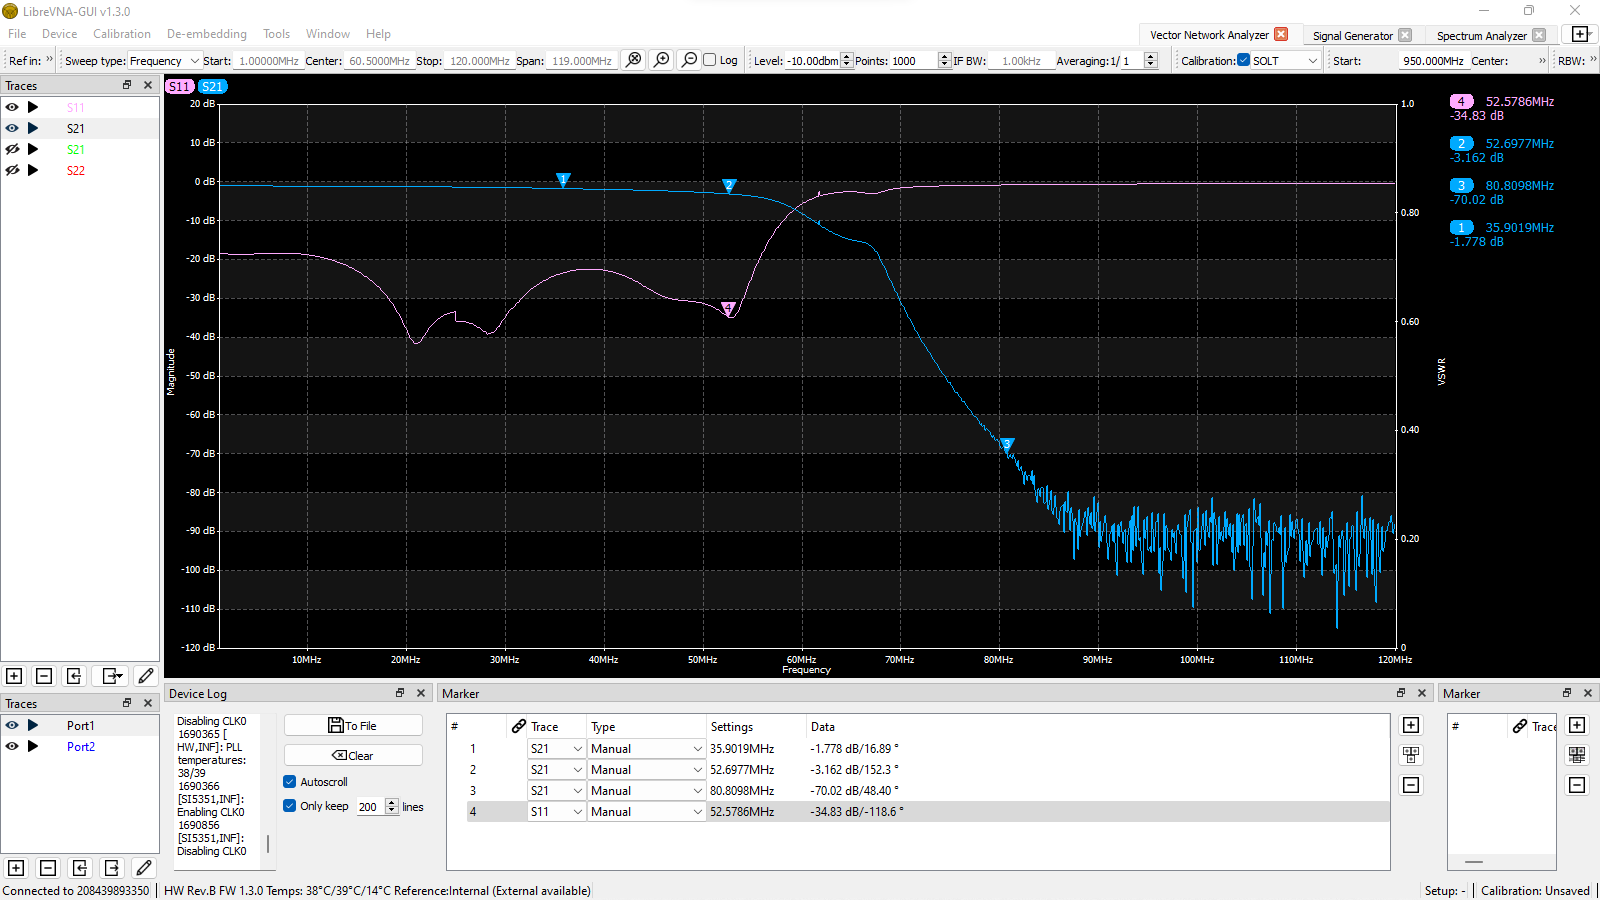 LibreVNA-GUI v1.3.0
File Device Calibration De-embedding Tools Window Help
Vector Network Analyzer Signal Generator Spectrum Analyzer
Ref in: » Sweep type: Frequency Start: 1.00000MHz Center: 60.5000MHz Stop: 120.000MHz Span: 119.000MHz Log Level: -10.00dbm Points: 1000 IF BW: 1.00kHz Averaging: 1/ 1 Calibration: SOLT Start: 950.000MHz Center: » RBW: »
Traces
S11
S21
S21
S22
S11 S21
20 dB
10 dB
0 dB
-10 dB
-20 dB
-30 dB
-40 dB
-50 dB
-60 dB
-70 dB
-80 dB
-90 dB
-100 dB
-110 dB
-120 dB
Magnitude
1
2
4
3
10MHz 20MHz 30MHz 40MHz 50MHz 60MHz 70MHz 80MHz 90MHz 100MHz 110MHz 120MHz
Frequency
1.0
0.80
0.60
0.40
0.20
0
VSWR
4 52.5786MHz
-34.83 dB
2 52.6977MHz
-3.162 dB
3 80.8098MHz
-70.02 dB
1 35.9019MHz
-1.778 dB
Traces
Port1
Port2
Device Log
Disabling CLK0
1690365 [
HW,INF]: PLL
temperatures:
38/39
1690366
[SI5351,INF]:
Enabling CLK0
1690856
[SI5351,INF]:
Disabling CLK0
To File
Clear
Autoscroll
Only keep 200 lines
Marker
# Trace Type Settings Data
1 S21 Manual 35.9019MHz -1.778 dB/16.89 °
2 S21 Manual 52.6977MHz -3.162 dB/152.3 °
3 S21 Manual 80.8098MHz -70.02 dB/48.40 °
4 S11 Manual 52.5786MHz -34.83 dB/-118.6 °
Marker
# Trace
Connected to 208439893350 HW Rev.B FW 1.3.0 Temps: 38°C/39°C/14°C Reference:Internal (External available) Setup: - Calibration: Unsaved